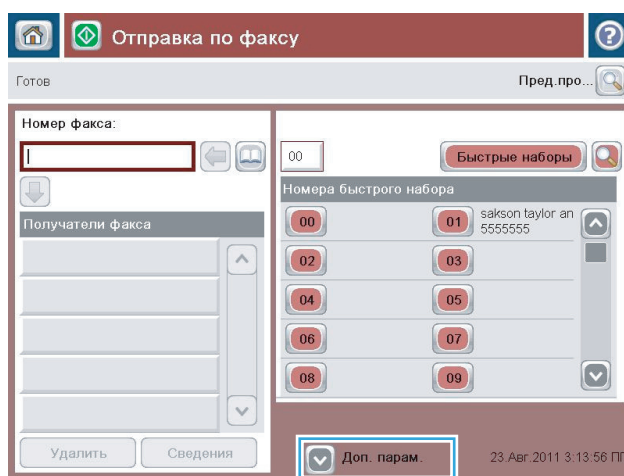 Отправка по факсу
?
Готов
Пред.про...
Номер факса:
00
Быстрые наборы
Номера быстрого набора
Получатели факса
00
01 sakson taylor an
5555555
02 03
04 05
06 07
08 09
Удалить Сведения
Доп. парам.
23.Авг.2011 3:13:56 ПП